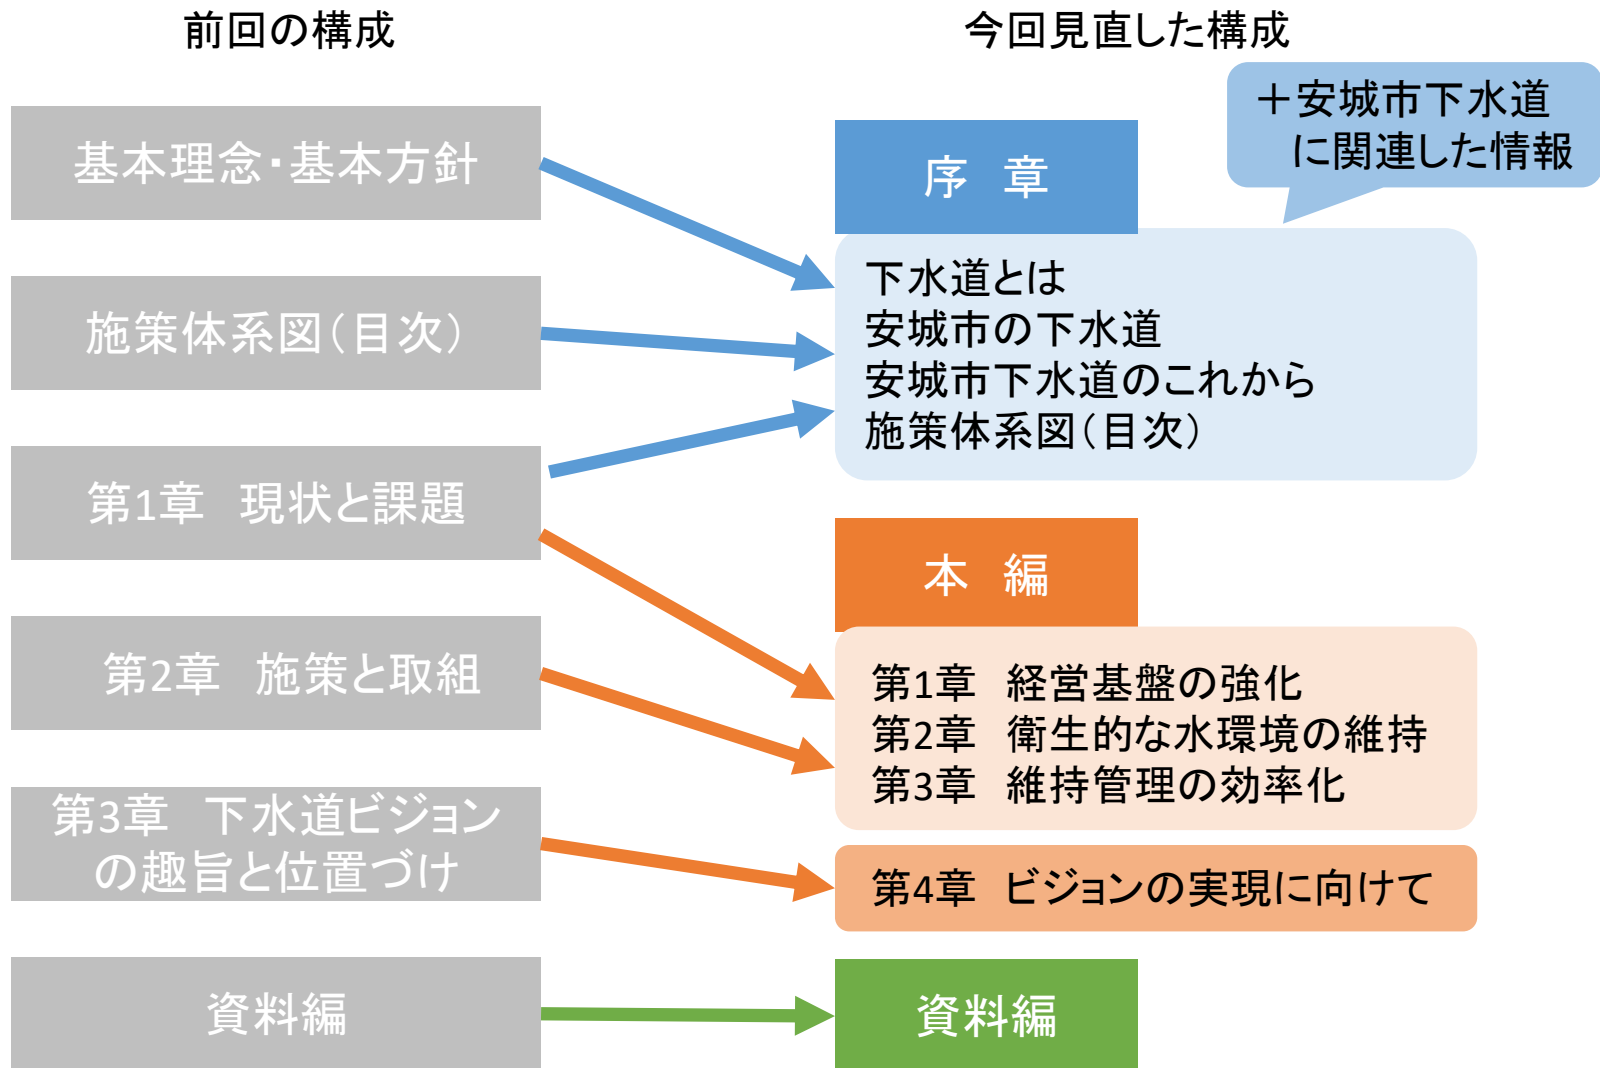 前回の構成
基本理念・基本方針
施策体系図（目次）
第1章　現状と課題
第2章　施策と取組
第3章　下水道ビジョン
の趣旨と位置づけ
資料編
今回見直した構成
＋安城市下水道
に関連した情報
序　章
下水道とは
安城市の下水道
安城市下水道のこれから
施策体系図（目次）
本　編
第1章　経営基盤の強化
第2章　衛生的な水環境の維持
第3章　維持管理の効率化
第4章　ビジョンの実現に向けて
資料編